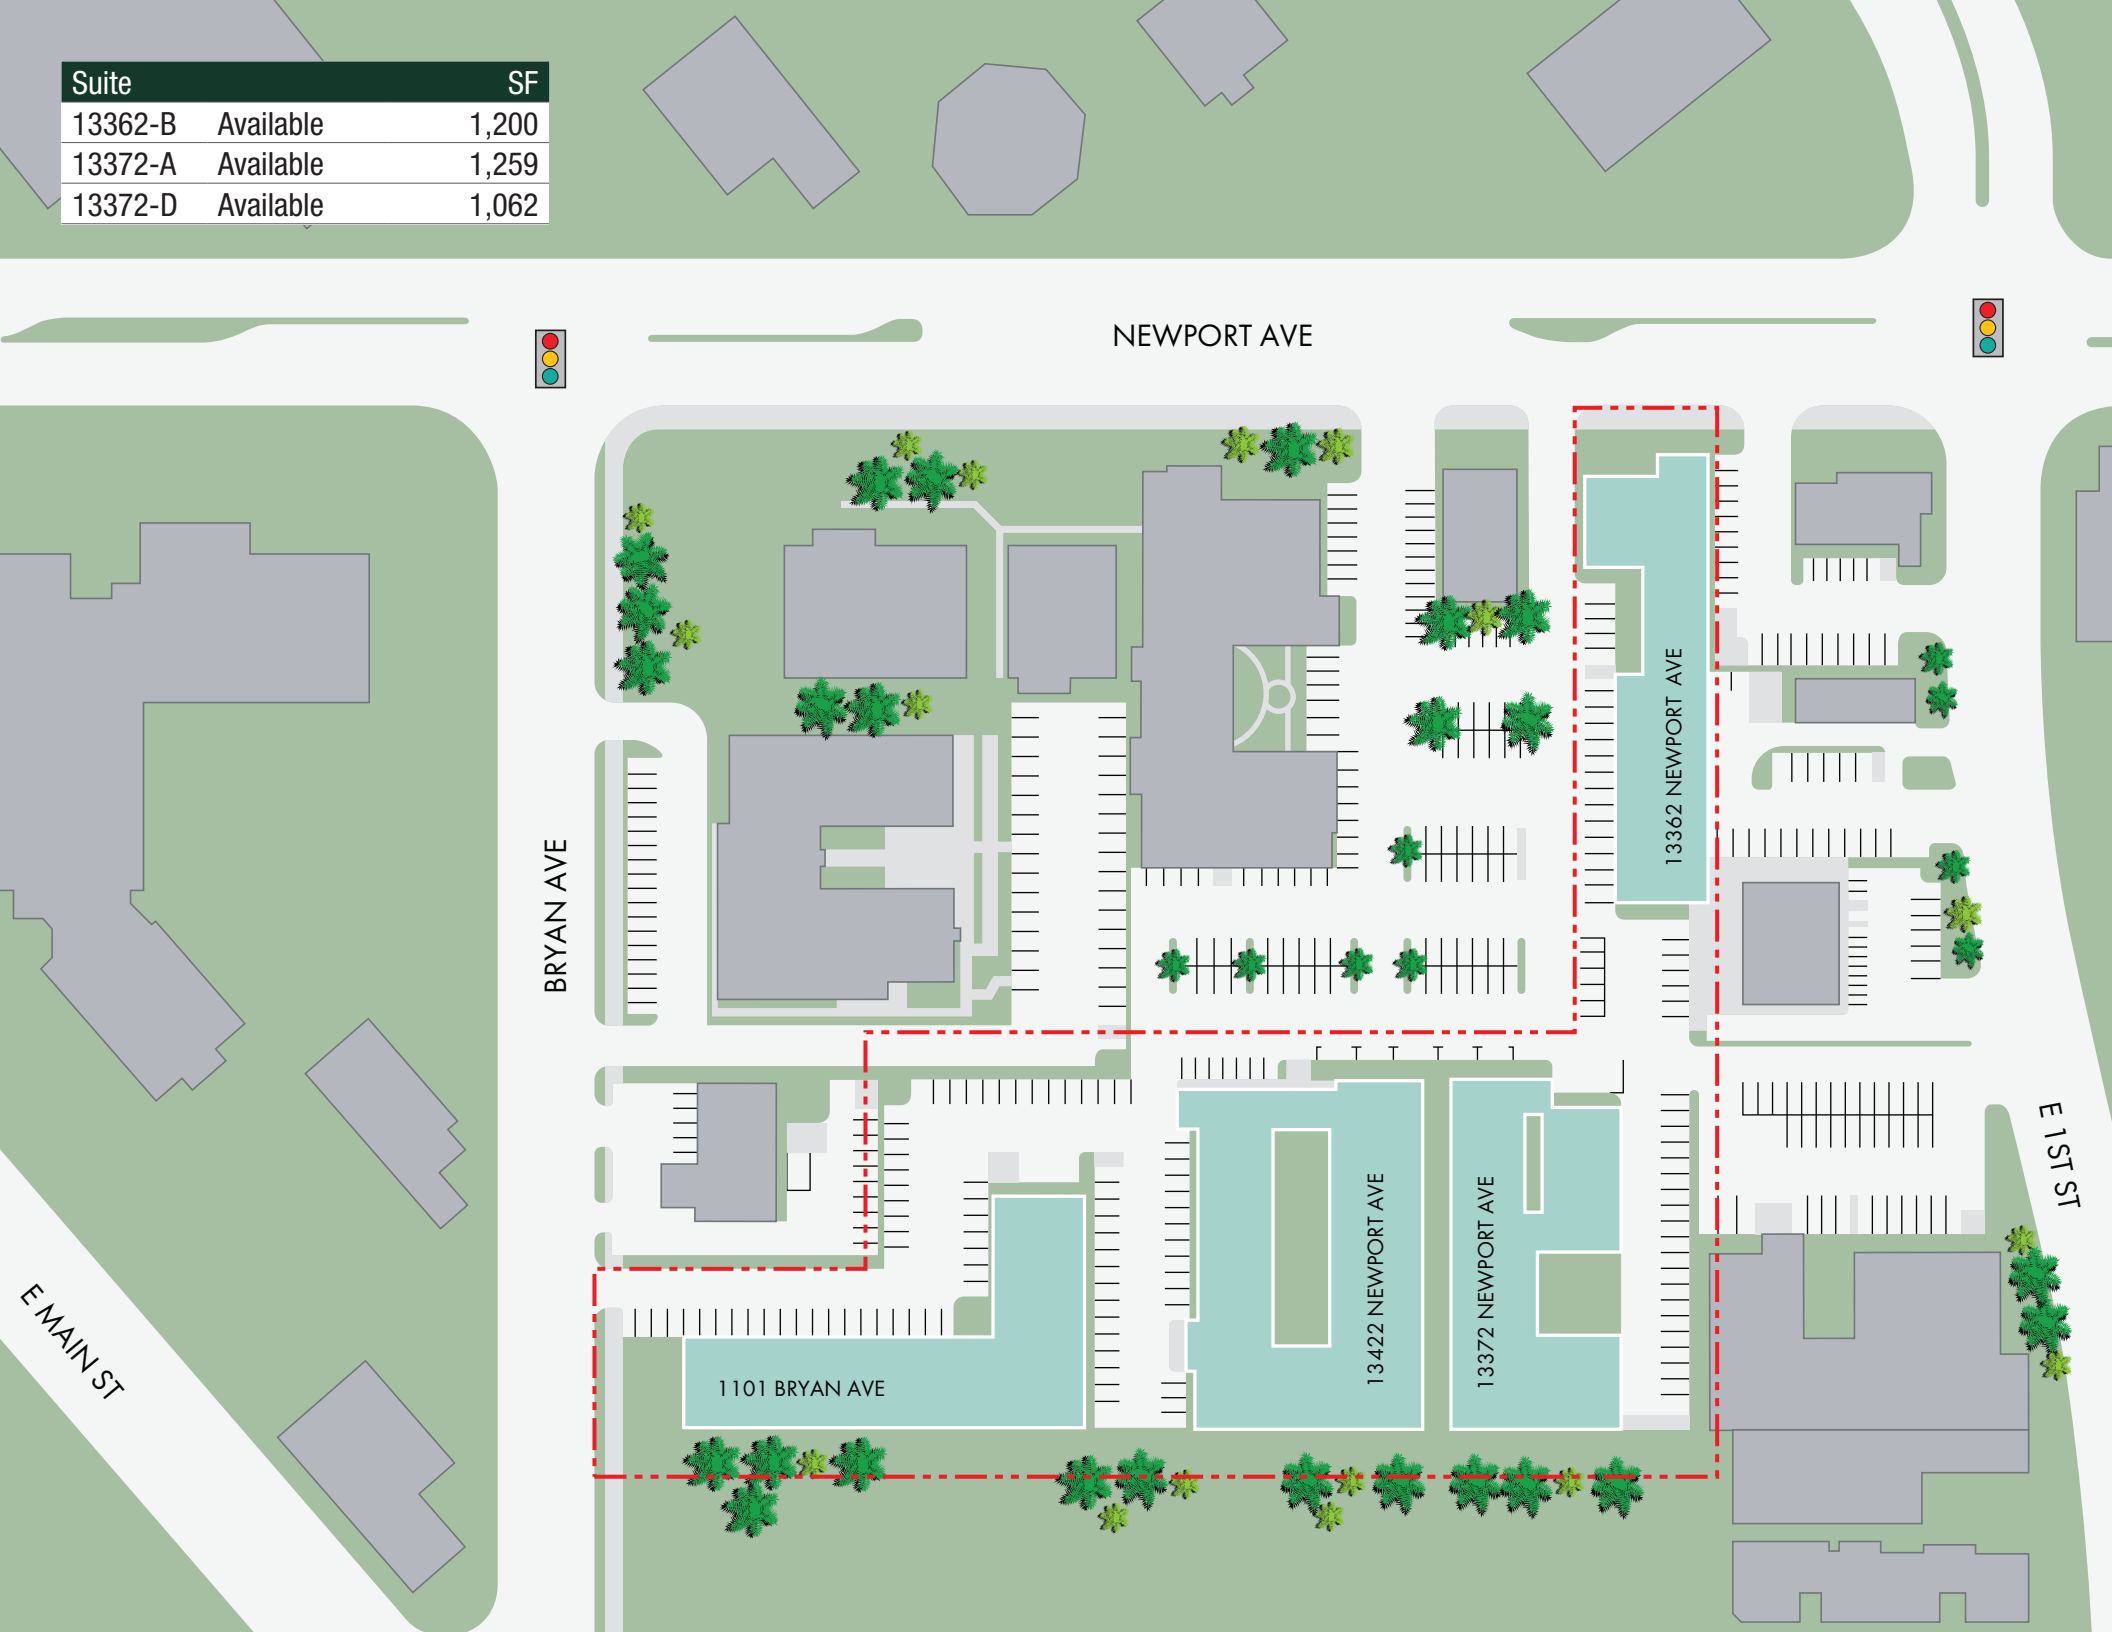 Suite SF
13362-B Available 1,200
13372-A Available 1,259
13372-D Available 1,062
NEWPORT AVE
BRYAN AVE
13362 NEWPORT AVE
E 1ST ST
13422 NEWPORT AVE
13372 NEWPORT AVE
1101 BRYAN AVE
E MAIN ST